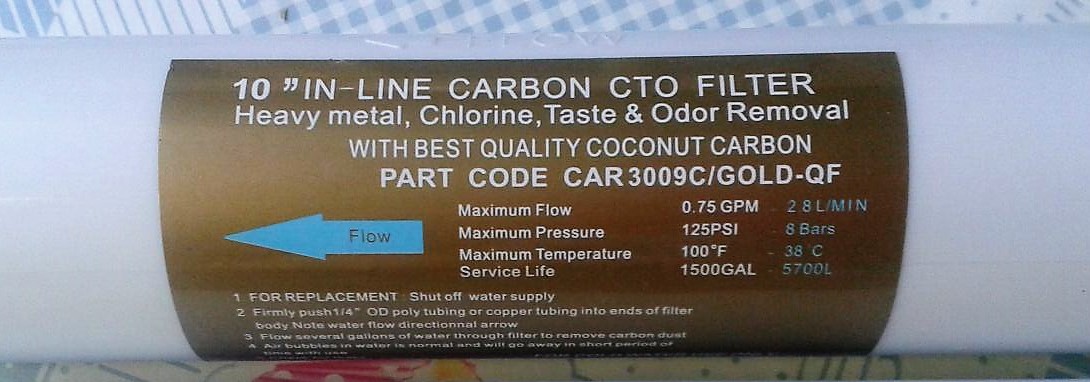 10 ” IN-LINE CARBON CTO FILTER
Heavy metal, Chlorine, Taste & Odor Removal
WITH BEST QUALITY COCONUT CARBON
PART CODE CAR3009C/GOLD-QF
Maximum Flow 0.75 GPM - 2 8 L/MIN
Maximum Pressure 125PSI - 8 Bars
Maximum Temperature 100°F - 38 °C
Service Life 1500GAL - 5700L
Flow
1 FOR REPLACEMENT Shut off water supply
2 Firmly push1/4" OD poly tubing or copper tubing into ends of filter
body Note water flow directionnal arrow
3. Flow several gallons of water through filter to remove carbon dust
4. Air bubbles in water is normal and will go away in short period of
time with use